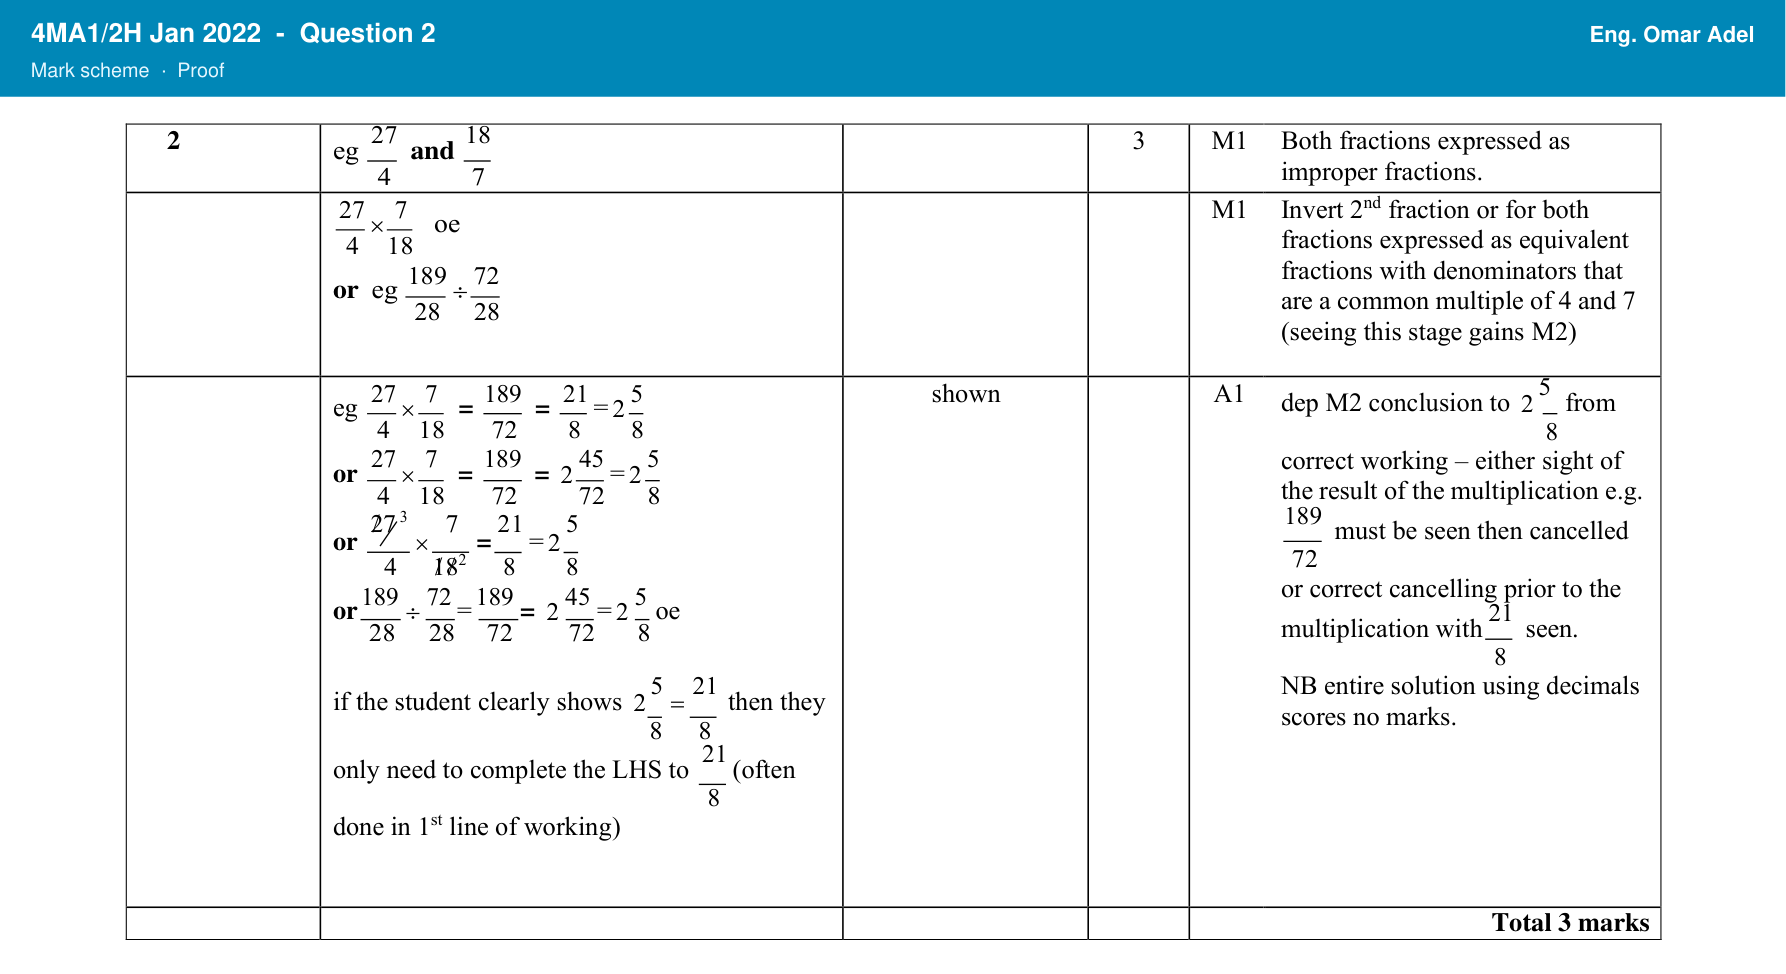 4MA1/2H Jan 2022 - Question 2
Eng. Omar Adel
Mark scheme · Proof
2
eg 27/4 and 18/7
3
M1
Both fractions expressed as
improper fractions.
27/4 × 7/18 oe
or eg 189/28 ÷ 72/28
M1
Invert 2nd fraction or for both
fractions expressed as equivalent
fractions with denominators that
are a common multiple of 4 and 7
(seeing this stage gains M2)
eg 27/4 × 7/18 = 189/72 = 21/8 = 2 5/8
or 27/4 × 7/18 = 189/72 = 2 45/72 = 2 5/8
or 27 3/4 × 7/18 2 = 21/8 = 2 5/8
or 189/28 ÷ 72/28 = 189/72 = 2 45/72 = 2 5/8 oe
if the student clearly shows 2 5/8 = 21/8 then they
only need to complete the LHS to 21/8 (often
done in 1st line of working)
shown
A1
dep M2 conclusion to 2 5/8 from
correct working – either sight of
the result of the multiplication e.g.
189/72 must be seen then cancelled
or correct cancelling prior to the
multiplication with 21/8 seen.
NB entire solution using decimals
scores no marks.
Total 3 marks